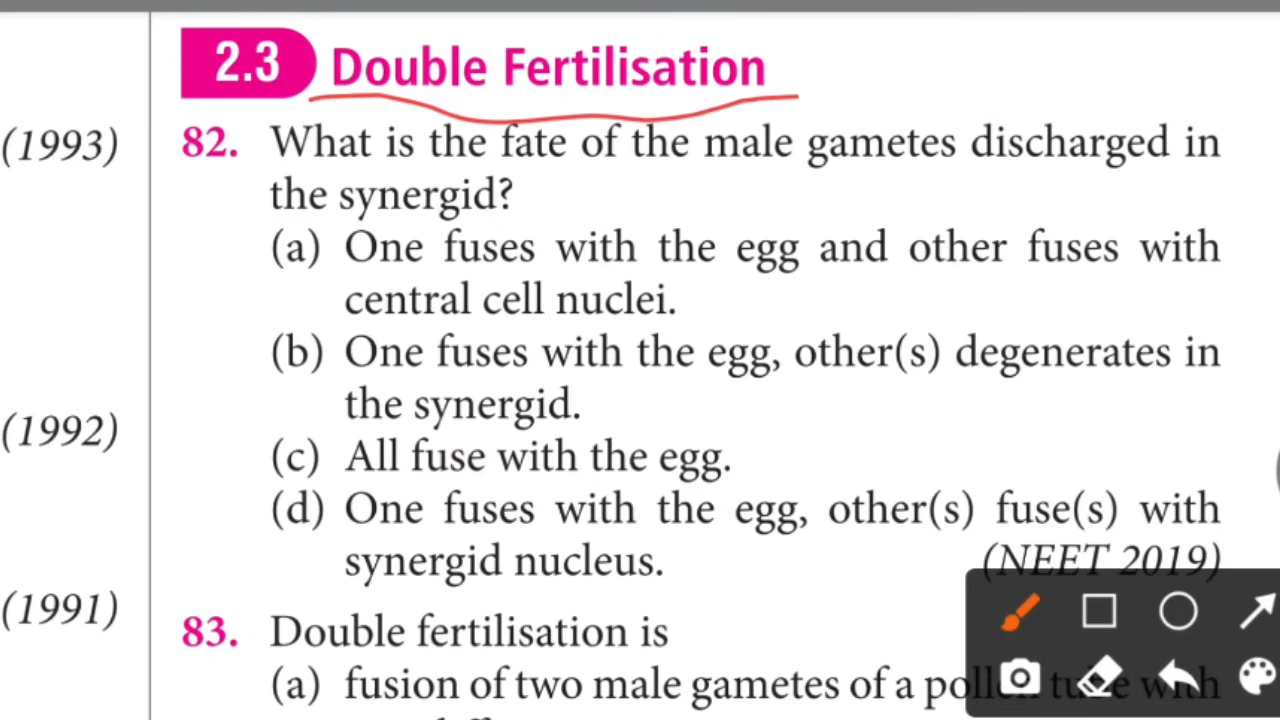 2.3 Double Fertilisation
(1993) 82. What is the fate of the male gametes discharged in
the synergid?
(a) One fuses with the egg and other fuses with
central cell nuclei.
(b) One fuses with the egg, other(s) degenerates in
(1992) the synergid.
(c) All fuse with the egg.
(d) One fuses with the egg, other(s) fuse(s) with
synergid nucleus. (NEET 2019)
(1991) 83. Double fertilisation is
(a) fusion of two male gametes of a pollen tube with